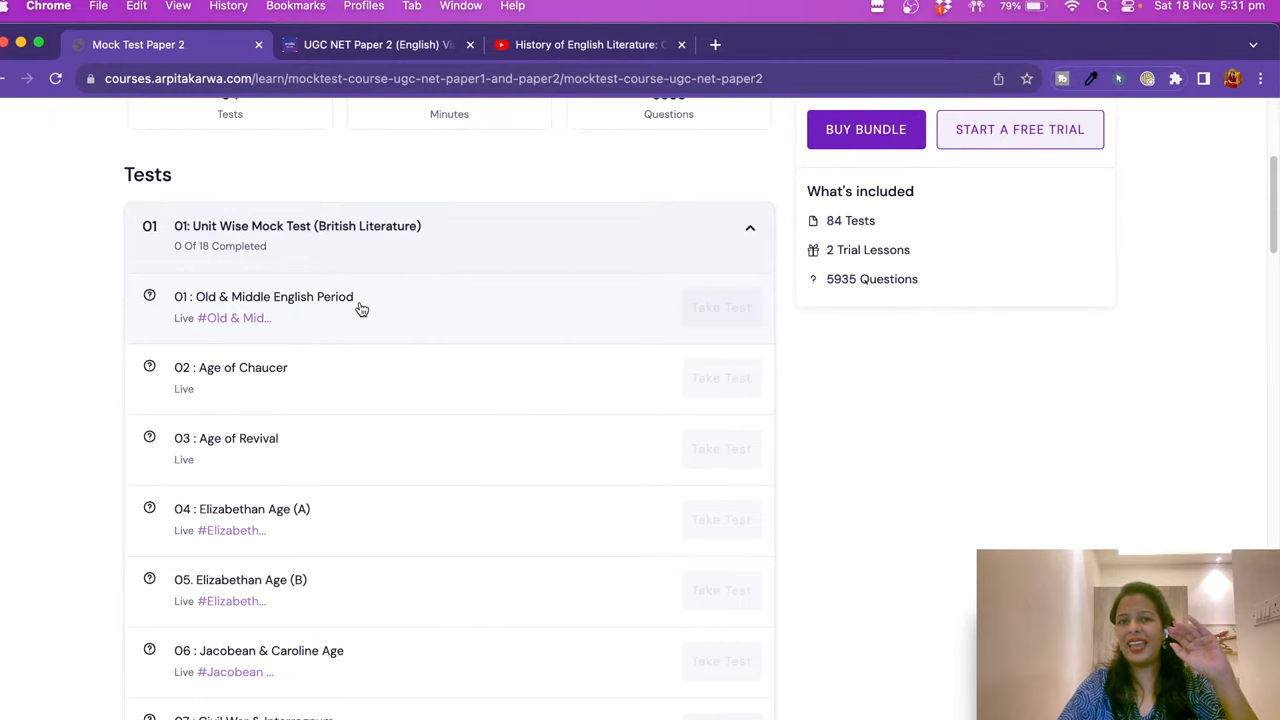 Chrome File Edit View History Bookmarks Profiles Tab Window Help 79% Sat 18 Nov 5:31 pm
Mock Test Paper 2
UGC NET Paper 2 (English) Vi
History of English Literature: C
courses.arpitakarwa.com/learn/mocktest-course-ugc-net-paper1-and-paper2/mocktest-course-ugc-net-paper2
Tests
Minutes
Questions
BUY BUNDLE
START A FREE TRIAL
What's included
84 Tests
2 Trial Lessons
? 5935 Questions
Tests
01 01: Unit Wise Mock Test (British Literature)
0 Of 18 Completed
01 : Old & Middle English Period
Live #Old & Mid...
Take Test
02 : Age of Chaucer
Live
Take Test
03 : Age of Revival
Live
Take Test
04 : Elizabethan Age (A)
Live #Elizabeth...
Take Test
05. Elizabethan Age (B)
Live #Elizabeth...
Take Test
06 : Jacobean & Caroline Age
Live #Jacobean ...
Take Test